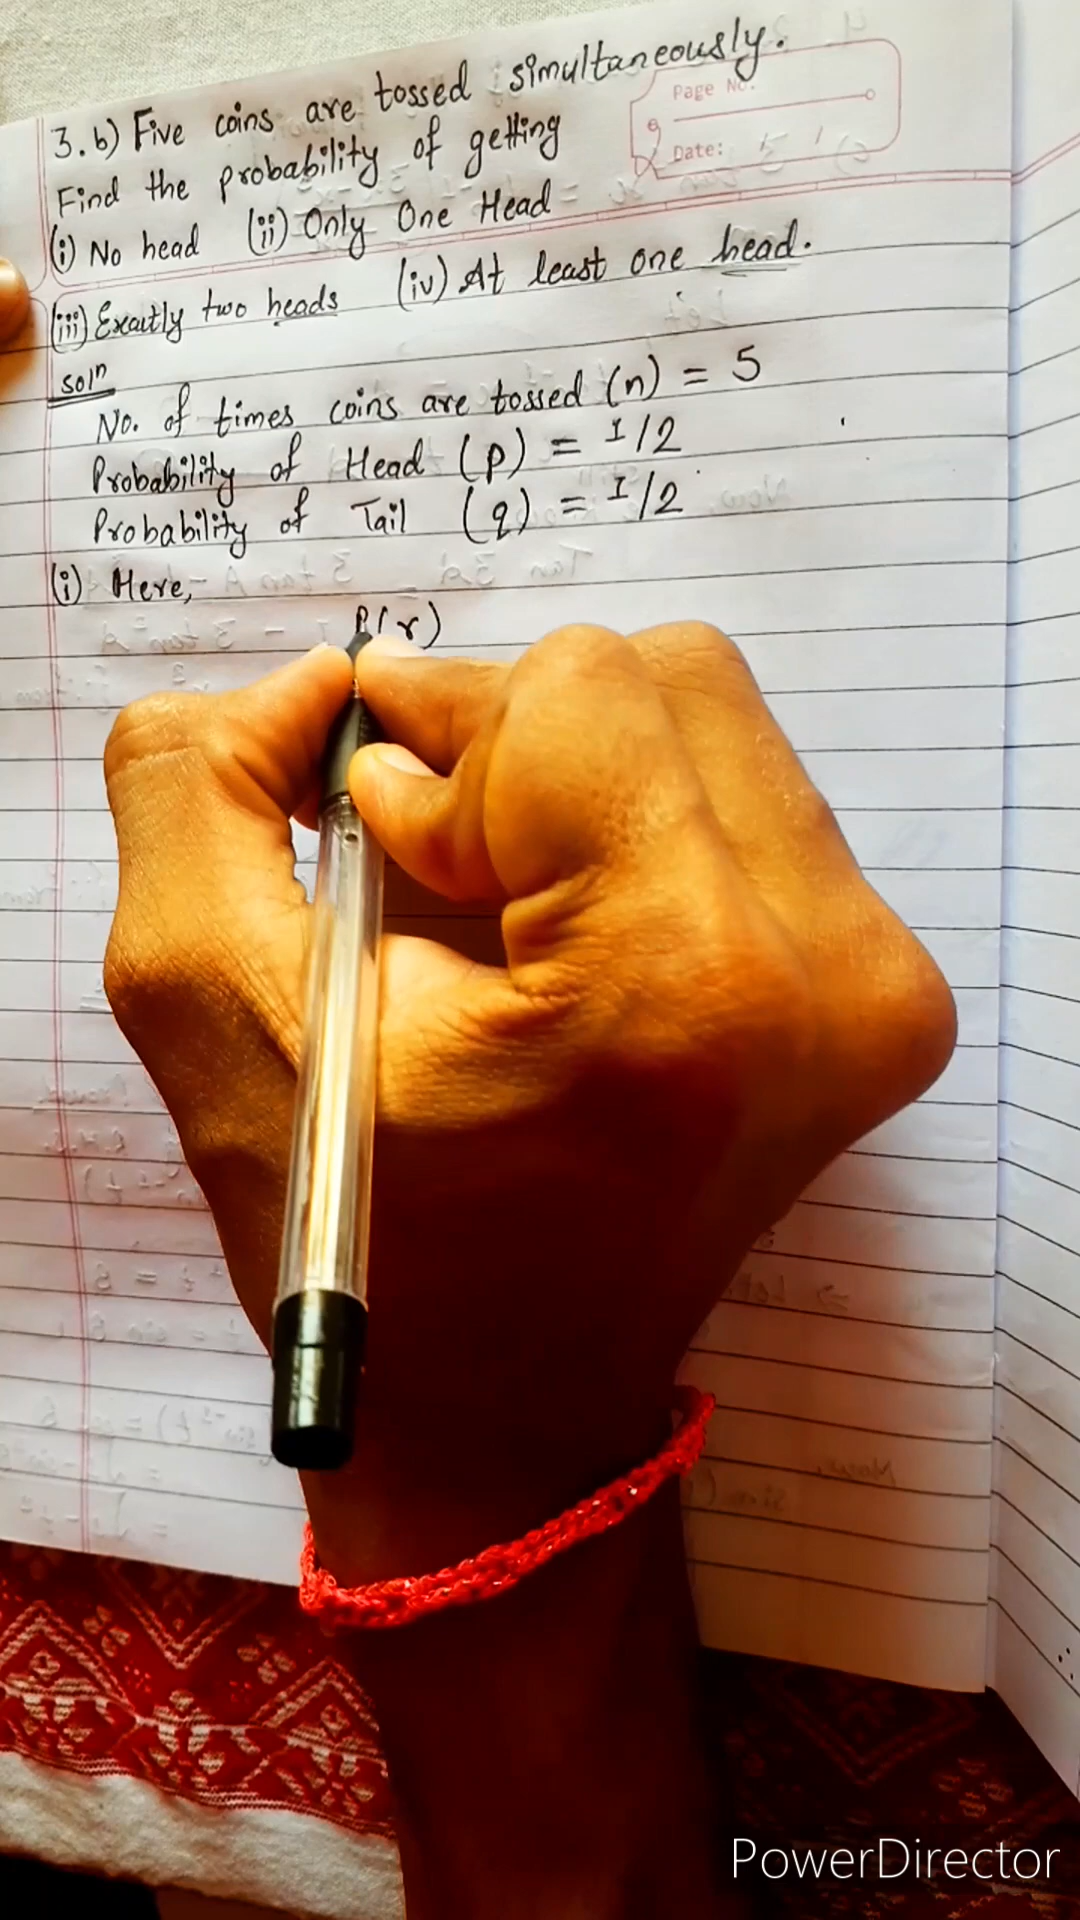 3.b) Five coins are tossed simultaneously.
Page No.
Find the probability of getting
Date:
(i) No head (ii) Only One Head
(iii) Exactly two heads (iv) At least one head.
Soln
No. of times coins are tossed (n) = 5
Probability of Head (p) = 1/2
Probability of Tail (q) = 1/2
(i) Here,
P(r)
PowerDirector